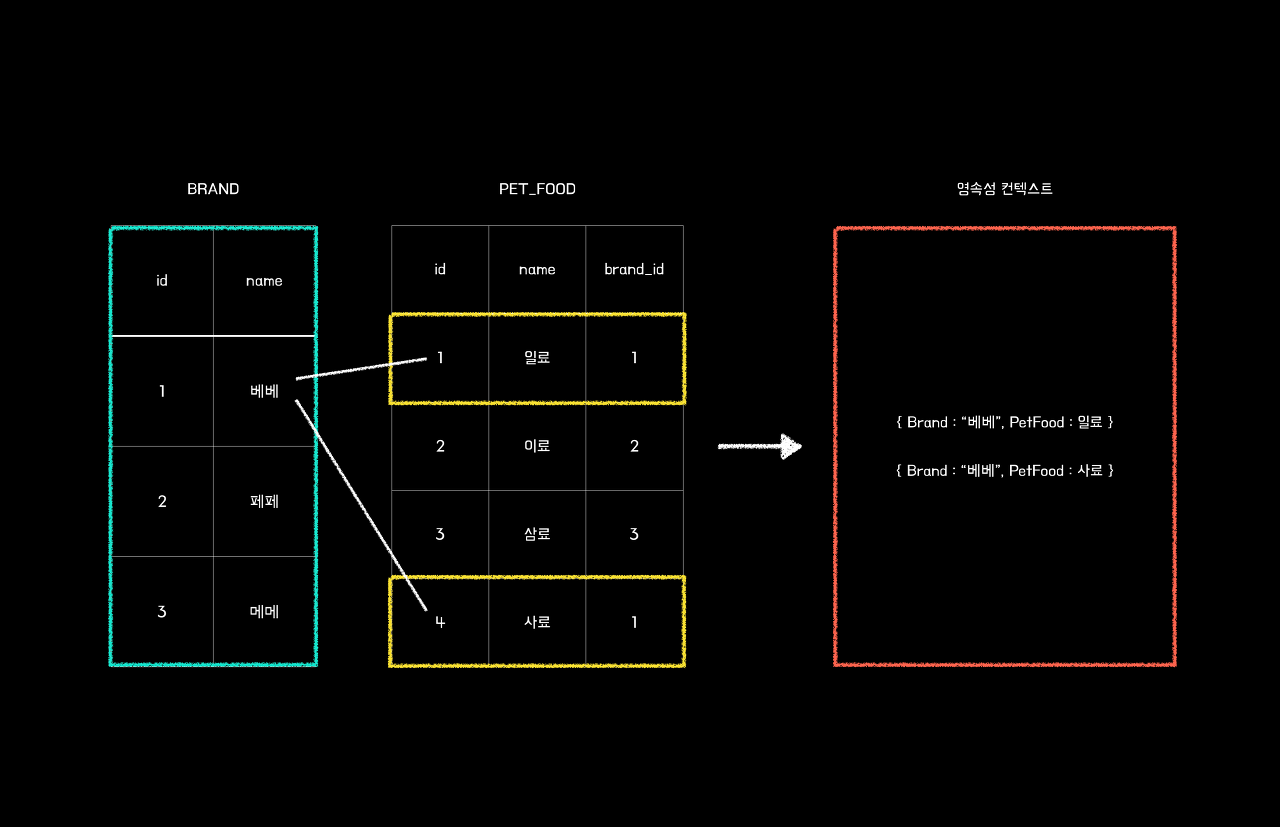 BRAND
id name
1 베베
2 페페
3 메메
PET_FOOD
id name brand_id
1 일료 1
2 이료 2
3 삼료 3
4 사료 1
영속성 컨텍스트
{ Brand : “베베”, PetFood : 일료 }
{ Brand : “베베”, PetFood : 사료 }